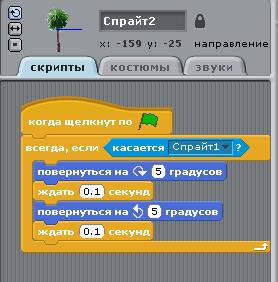 Спрайт2
x: -159 y: -25 направление
скрипты костюмы звуки
когда щелкнут по
всегда, если касается Спрайт1 ?
повернуться на 5 градусов
ждать 0.1 секунд
повернуться на 5 градусов
ждать 0.1 секунд